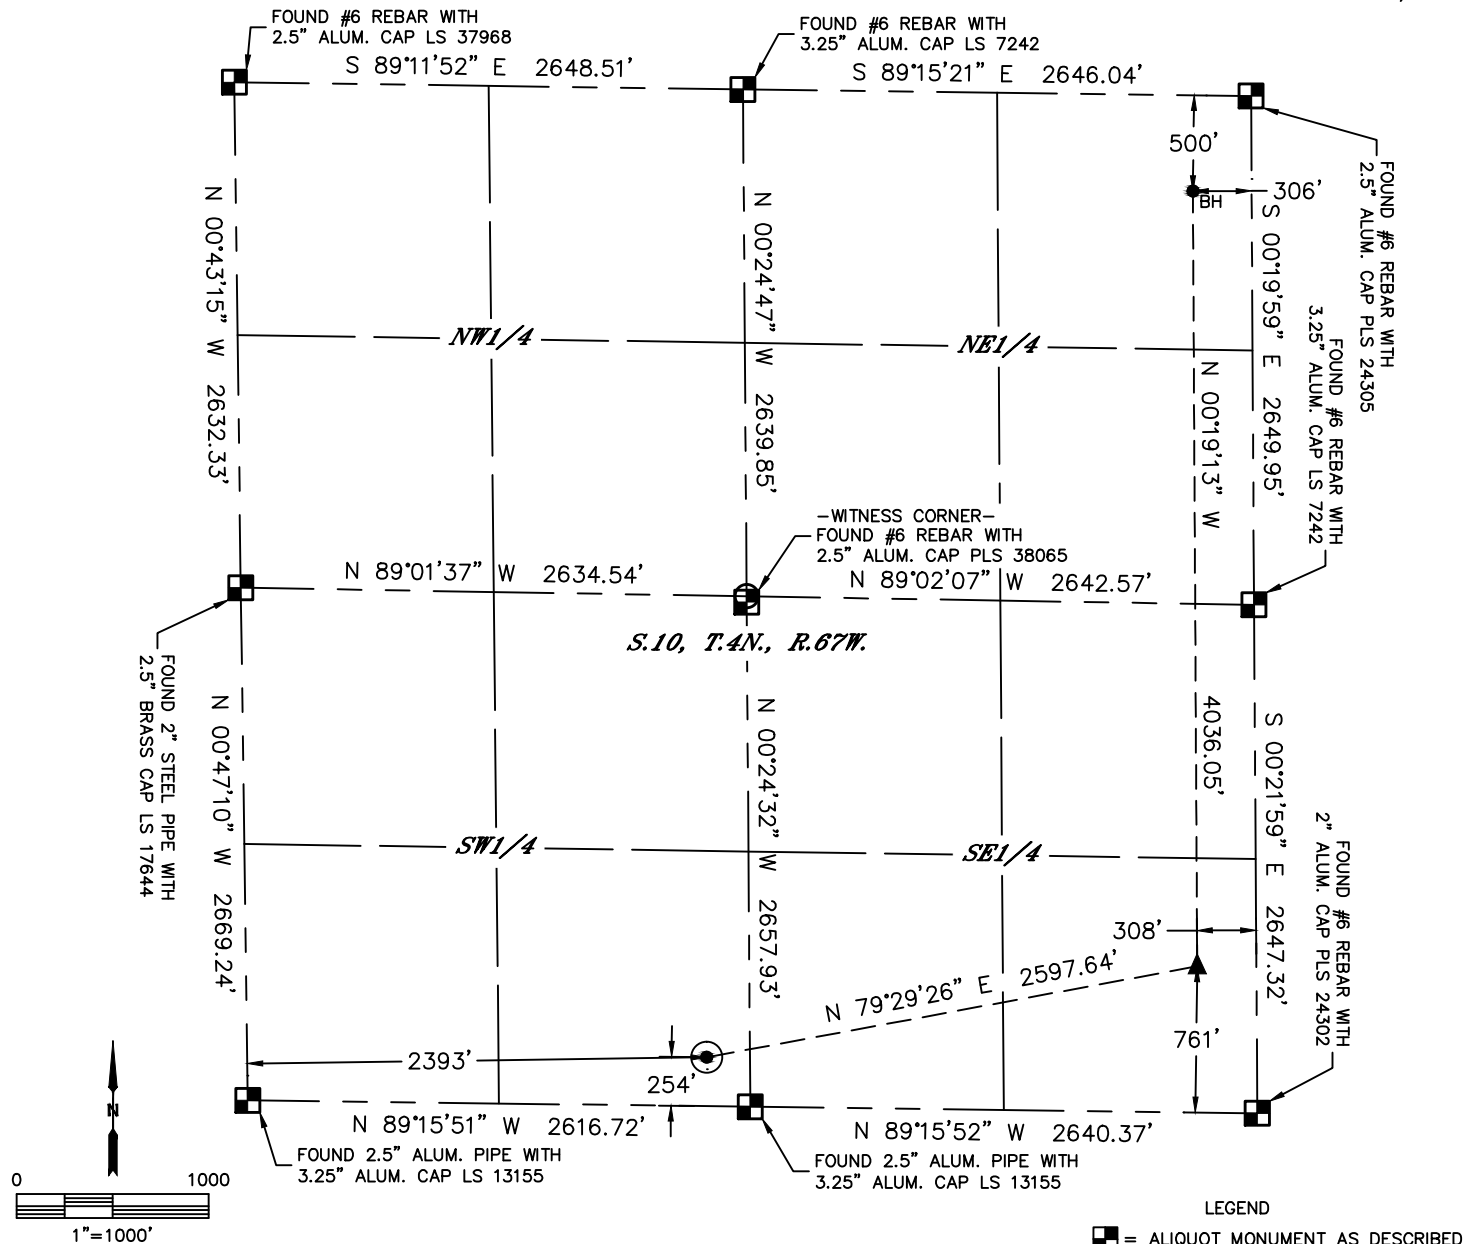 FOUND #6 REBAR WITH
2.5" ALUM. CAP LS 37968
S 89°11'52" E 2648.51'
FOUND #6 REBAR WITH
3.25" ALUM. CAP LS 7242
S 89°15'21" E 2646.04'
500'
306'
BH
FOUND #6 REBAR WITH
2.5" ALUM. CAP PLS 24305
N 00°43'15" W 2632.33'
N 00°24'47" W 2639.85'
S 00°19'59" E 2649.95'
NW1/4
NE1/4
N 00°19'13" W 4036.05'
FOUND #6 REBAR WITH
3.25" ALUM. CAP LS 7242
-WITNESS CORNER-
FOUND #6 REBAR WITH
2.5" ALUM. CAP PLS 38065
N 89°01'37" W 2634.54'
N 89°02'07" W 2642.57'
S.10, T.4N., R.67W.
FOUND 2" STEEL PIPE WITH
2.5" BRASS CAP LS 17644
N 00°47'10" W 2669.24'
N 00°24'32" W 2657.93'
S 00°21'59" E 2647.32'
SW1/4
SE1/4
FOUND #6 REBAR WITH
2" ALUM. CAP PLS 24302
308'
N 79°29'26" E 2597.64'
761'
2393'
254'
N 89°15'51" W 2616.72'
N 89°15'52" W 2640.37'
FOUND 2.5" ALUM. PIPE WITH
3.25" ALUM. CAP LS 13155
FOUND 2.5" ALUM. PIPE WITH
3.25" ALUM. CAP LS 13155
N
0 1000
1"=1000'
LEGEND
= ALIQUOT MONUMENT AS DESCRIBED